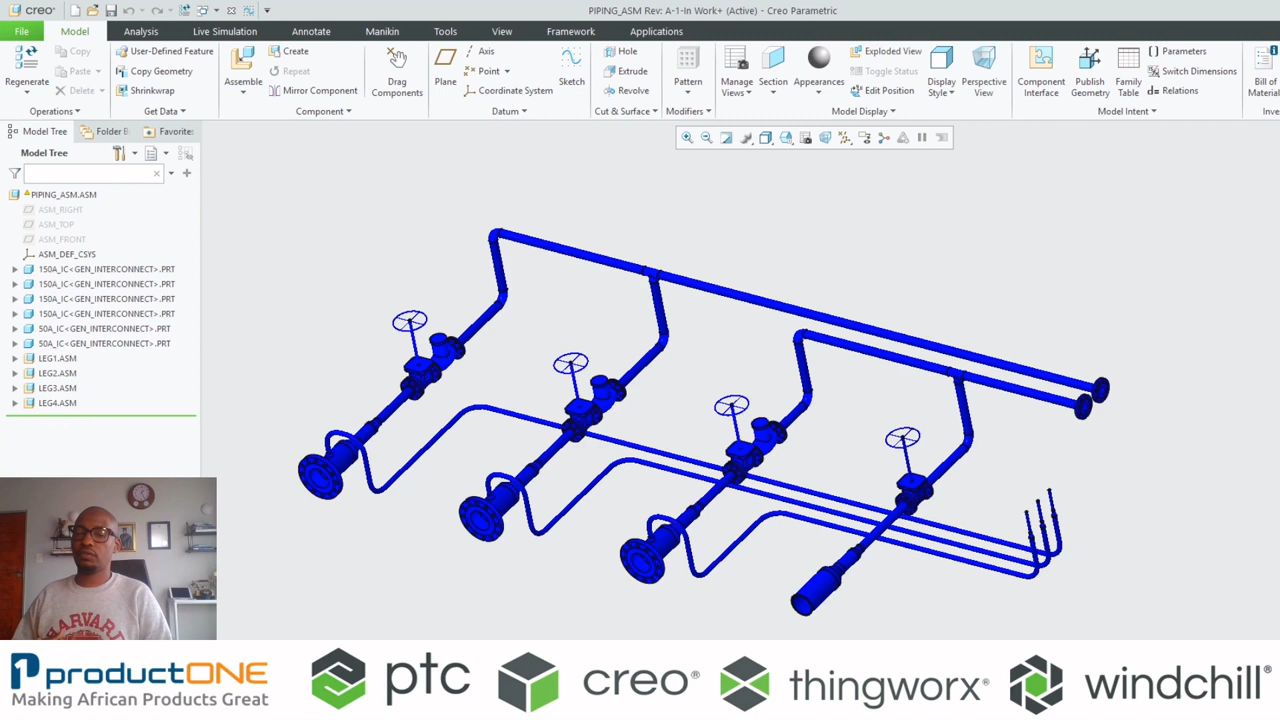 creo°
PIPING_ASM Rev: A-1-In Work+ (Active) - Creo Parametric
File Model Analysis Live Simulation Annotate Manikin Tools View Framework Applications
Regenerate
Copy
Paste
Delete
Operations
User-Defined Feature
Copy Geometry
Shrinkwrap
Get Data
Assemble
Create
Repeat
Mirror Component
Component
Drag
Components
Plane
Axis
Point
Coordinate System
Sketch
Datum
Hole
Extrude
Revolve
Cut & Surface
Pattern
Modifiers
Manage
Views
Section
Appearances
Exploded View
Toggle Status
Edit Position
Display
Style
Perspective
View
Model Display
Component
Interface
Publish
Geometry
Family
Table
Parameters
Switch Dimensions
Relations
Model Intent
Bill of
Material
Inve
Model Tree Folder B Favorite
Model Tree
PIPING_ASM.ASM
ASM_RIGHT
ASM_TOP
ASM_FRONT
ASM_DEF_CSYS
150A_IC<GEN_INTERCONNECT>.PRT
150A_IC<GEN_INTERCONNECT>.PRT
150A_IC<GEN_INTERCONNECT>.PRT
150A_IC<GEN_INTERCONNECT>.PRT
50A_IC<GEN_INTERCONNECT>.PRT
50A_IC<GEN_INTERCONNECT>.PRT
LEG1.ASM
LEG2.ASM
LEG3.ASM
LEG4.ASM
HARVARD
productONE
Making African Products Great
ptc
creo®
thingworx®
windchill®